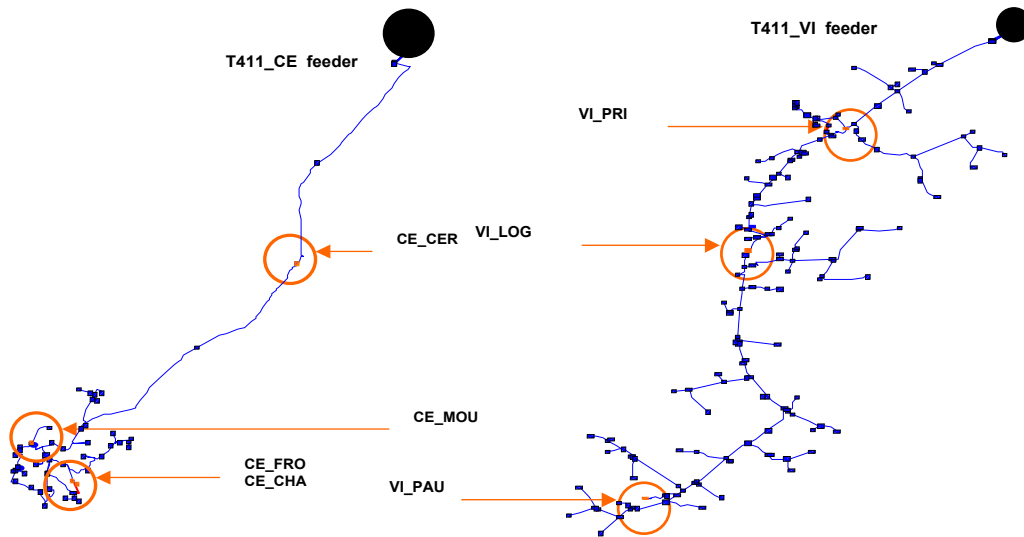 T411_CE feeder
T411_VI feeder
VI_PRI
CE_CER
VI_LOG
CE_MOU
CE_FRO
CE_CHA
VI_PAU